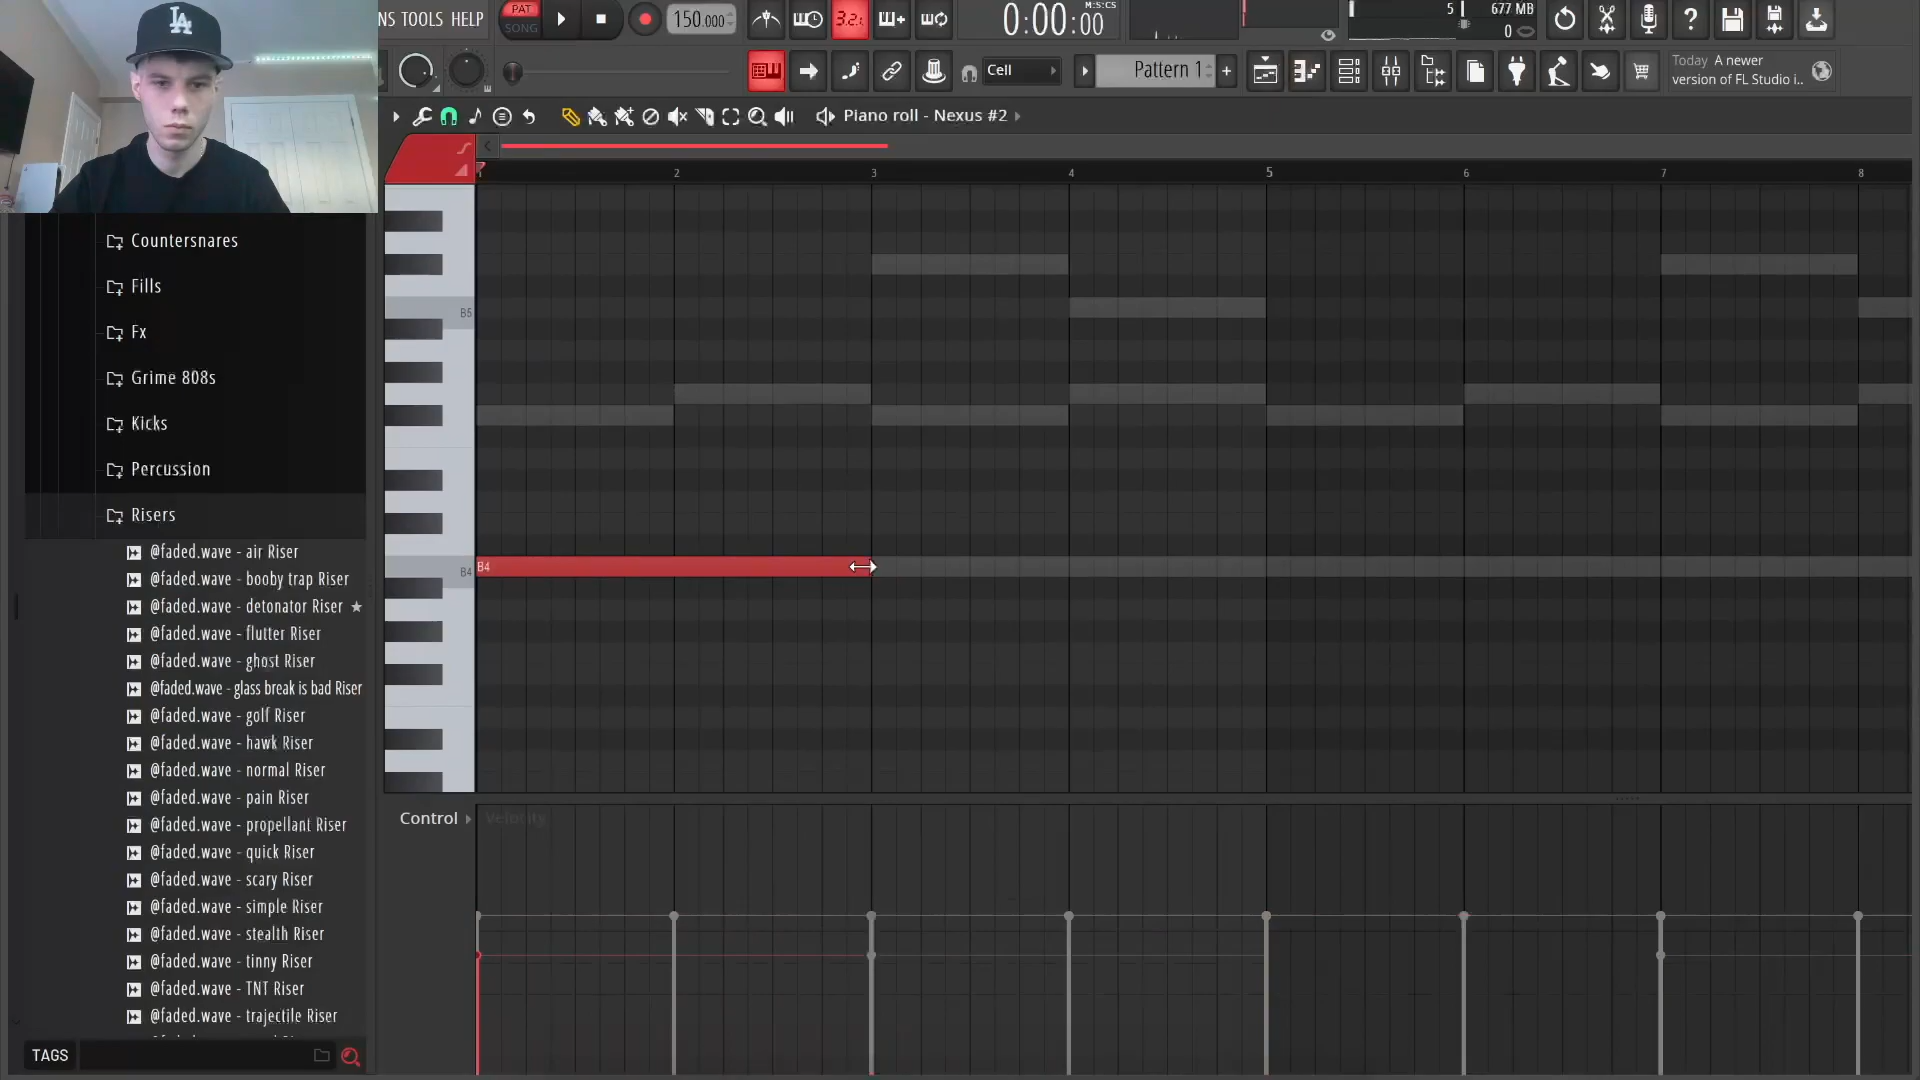 LA
NS TOOLS HELP
PAT
SONG
150.000
3.2.
0:00:00
M:S:CS
5
677 MB
0
Cell
Pattern 1
Today A newer
version of FL Studio i..
Piano roll - Nexus #2
1 2 3 4 5 6 7 8
B5
B4
B4
Countersnares
Fills
Fx
Grime 808s
Kicks
Percussion
Risers
@faded.wave - air Riser
@faded.wave - booby trap Riser
@faded.wave - detonator Riser
@faded.wave - flutter Riser
@faded.wave - ghost Riser
@faded.wave - glass break is bad Riser
@faded.wave - golf Riser
@faded.wave - hawk Riser
@faded.wave - normal Riser
@faded.wave - pain Riser
@faded.wave - propellant Riser
@faded.wave - quick Riser
@faded.wave - scary Riser
@faded.wave - simple Riser
@faded.wave - stealth Riser
@faded.wave - tinny Riser
@faded.wave - TNT Riser
@faded.wave - trajectile Riser
TAGS
Control
Velocity